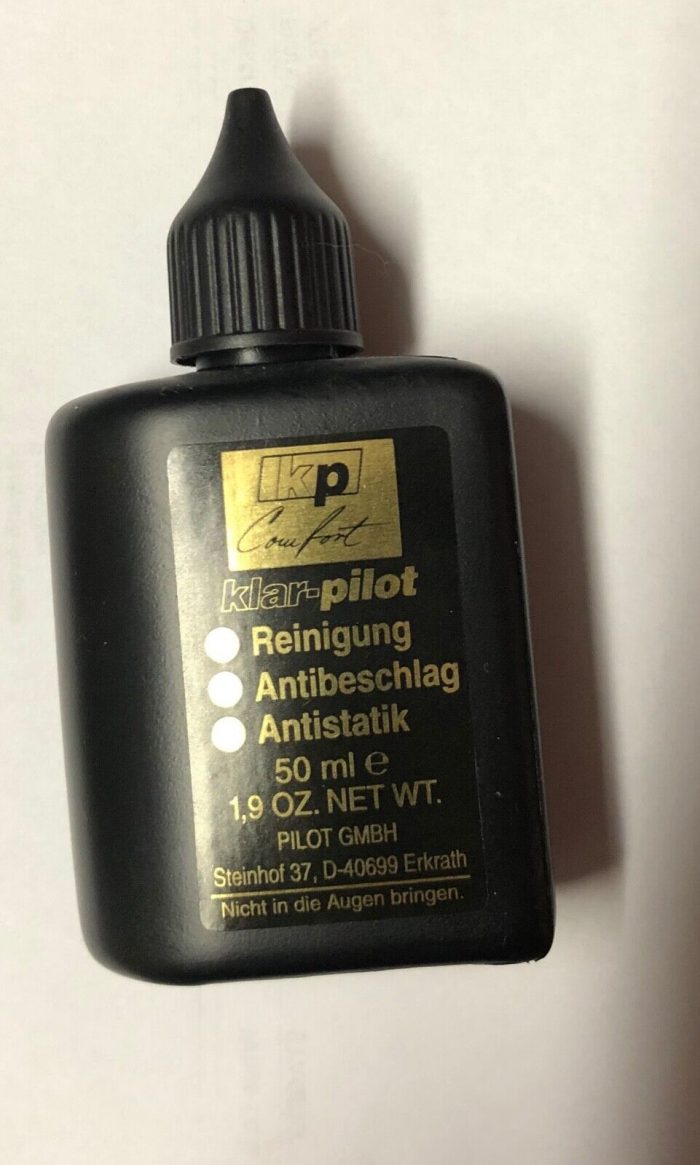 kp
Comfort
klar-pilot
Reinigung
Antibeschlag
Antistatik
50 ml ℮
1,9 OZ. NET WT.
PILOT GMBH
Steinhof 37, D-40699 Erkrath
Nicht in die Augen bringen.